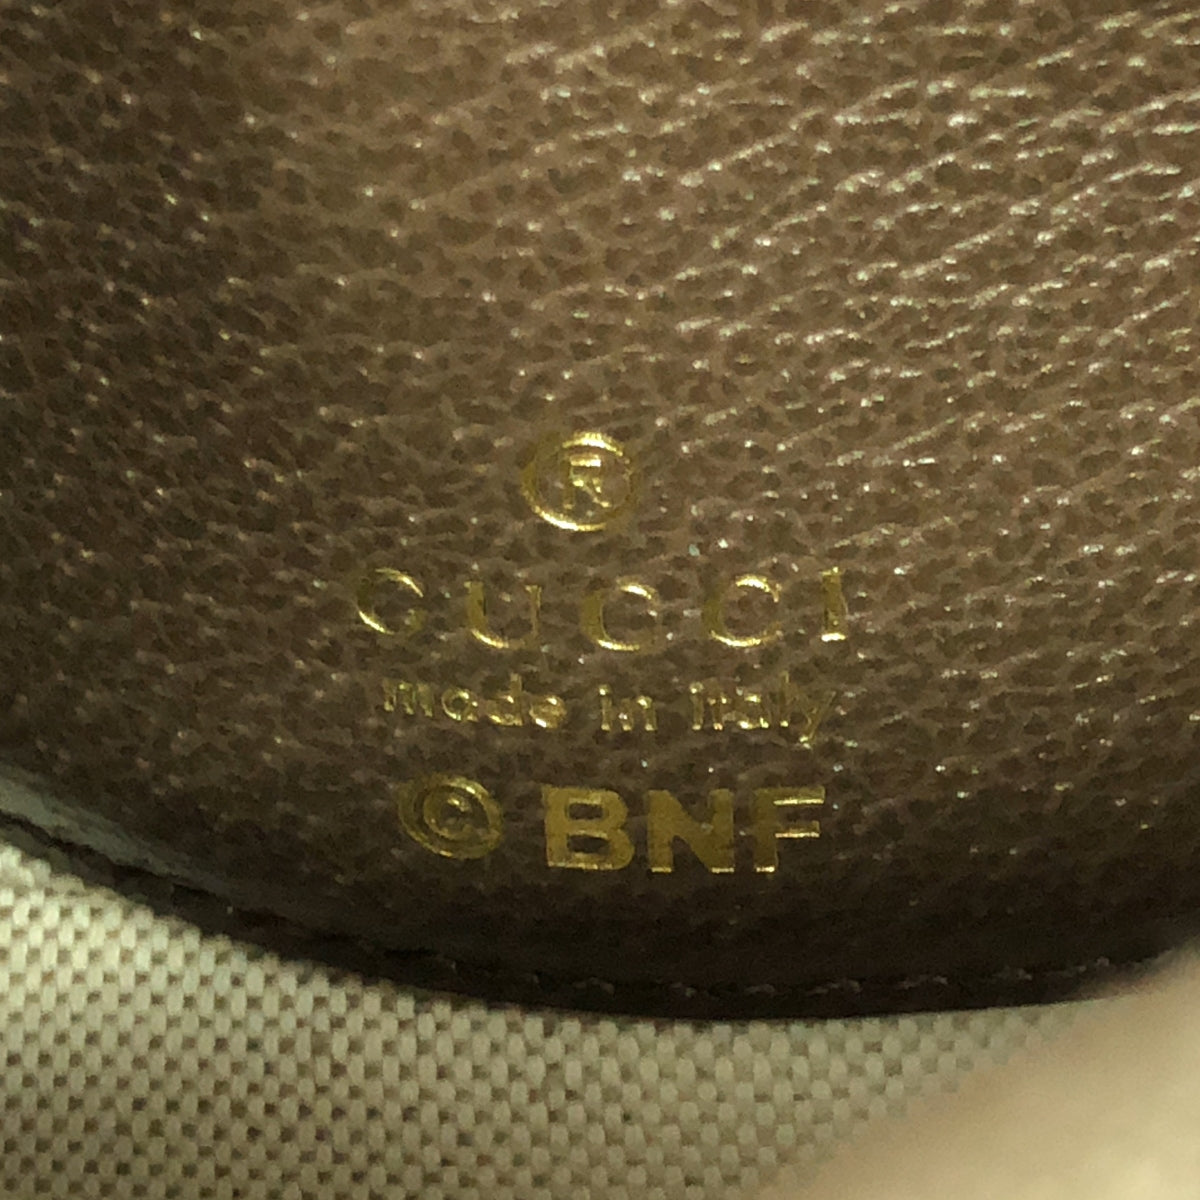 ®
GUCCI
made in italy
© BNF